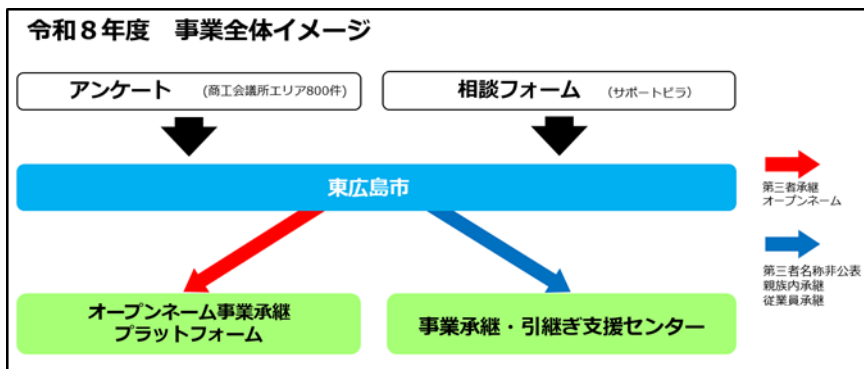 令和８年度　事業全体イメージ
アンケート　(商工会議所エリア800件)
相談フォーム　（サポートビラ）
東広島市
第三者承継
オープンネーム
第三者名称非公表
親族内承継
従業員承継
オープンネーム事業承継
プラットフォーム
事業承継・引継ぎ支援センター